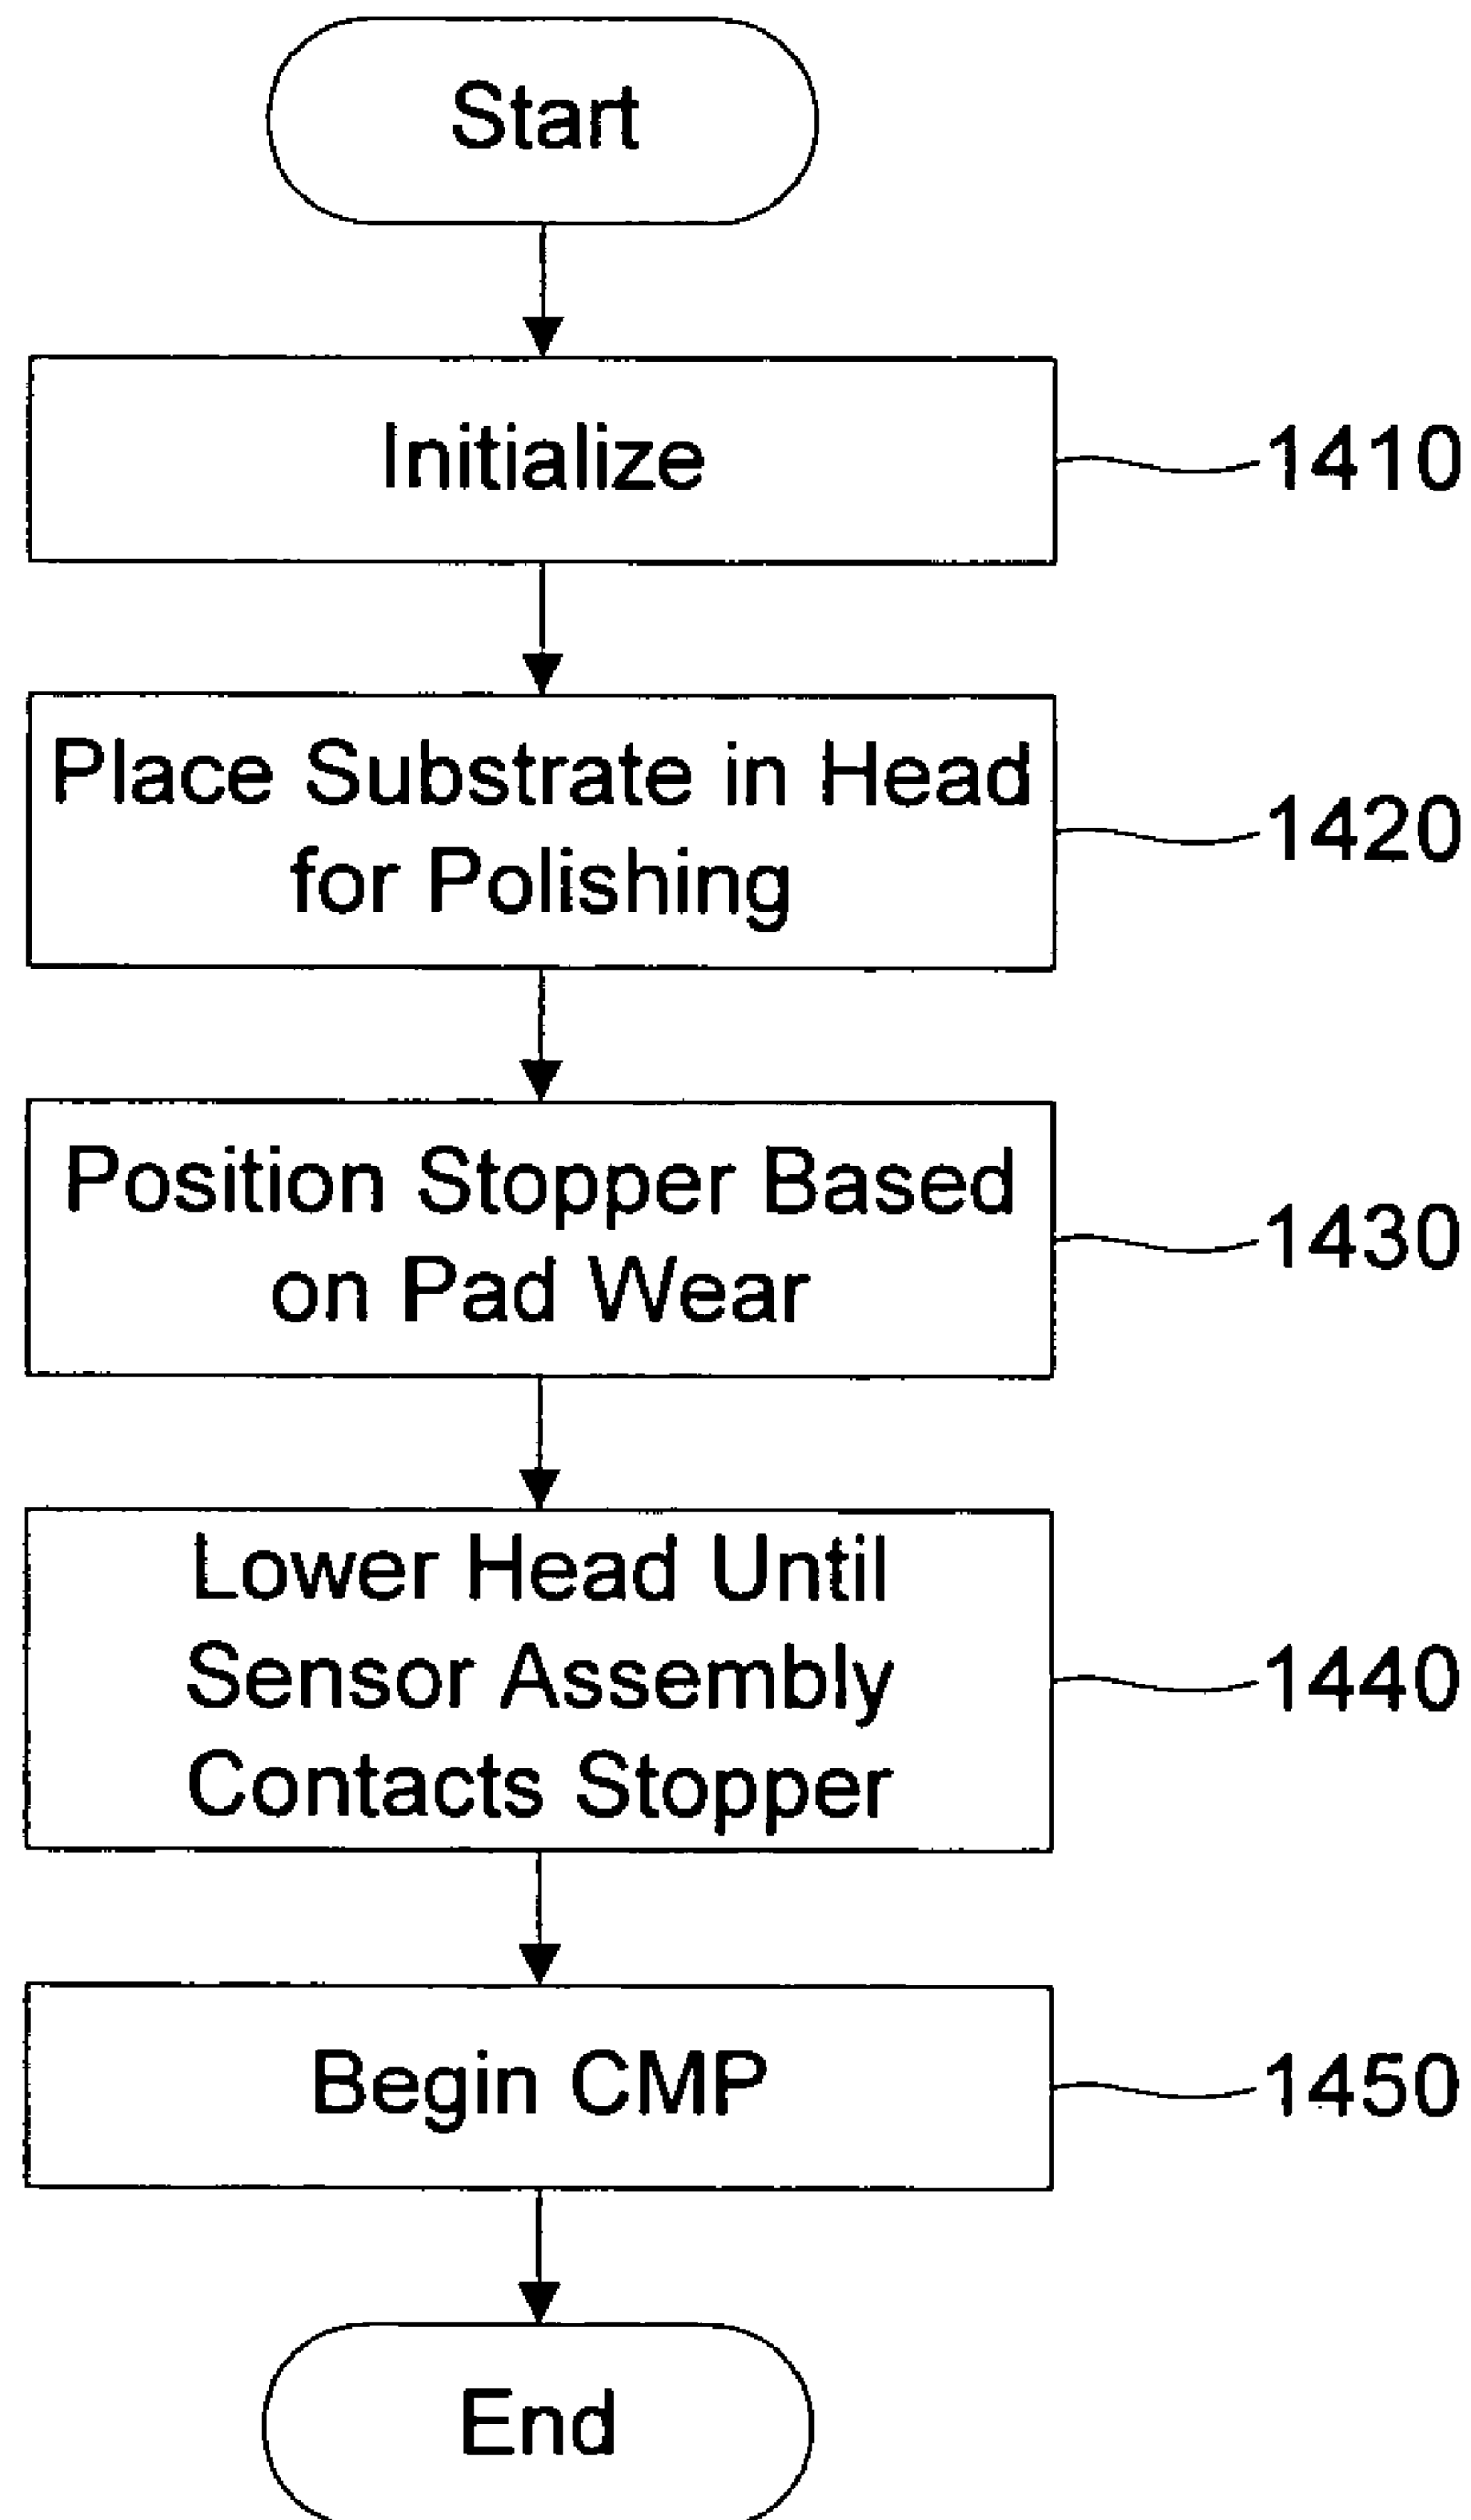 Start
Initialize
1410
Place Substrate in Head
for Polishing
1420
Position Stopper Based
on Pad Wear
1430
Lower Head Until
Sensor Assembly
Contacts Stopper
1440
Begin CMP
1450
End